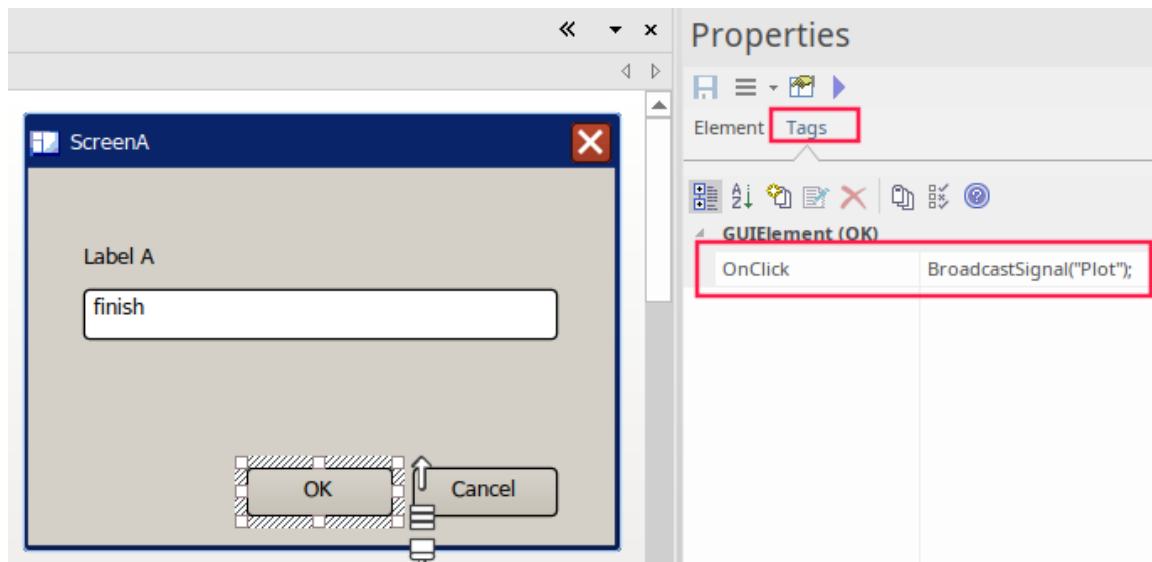 Properties
Element Tags
ScreenA
GUIElement (OK)
OnClick BroadcastSignal("Plot");
Label A
finish
OK Cancel